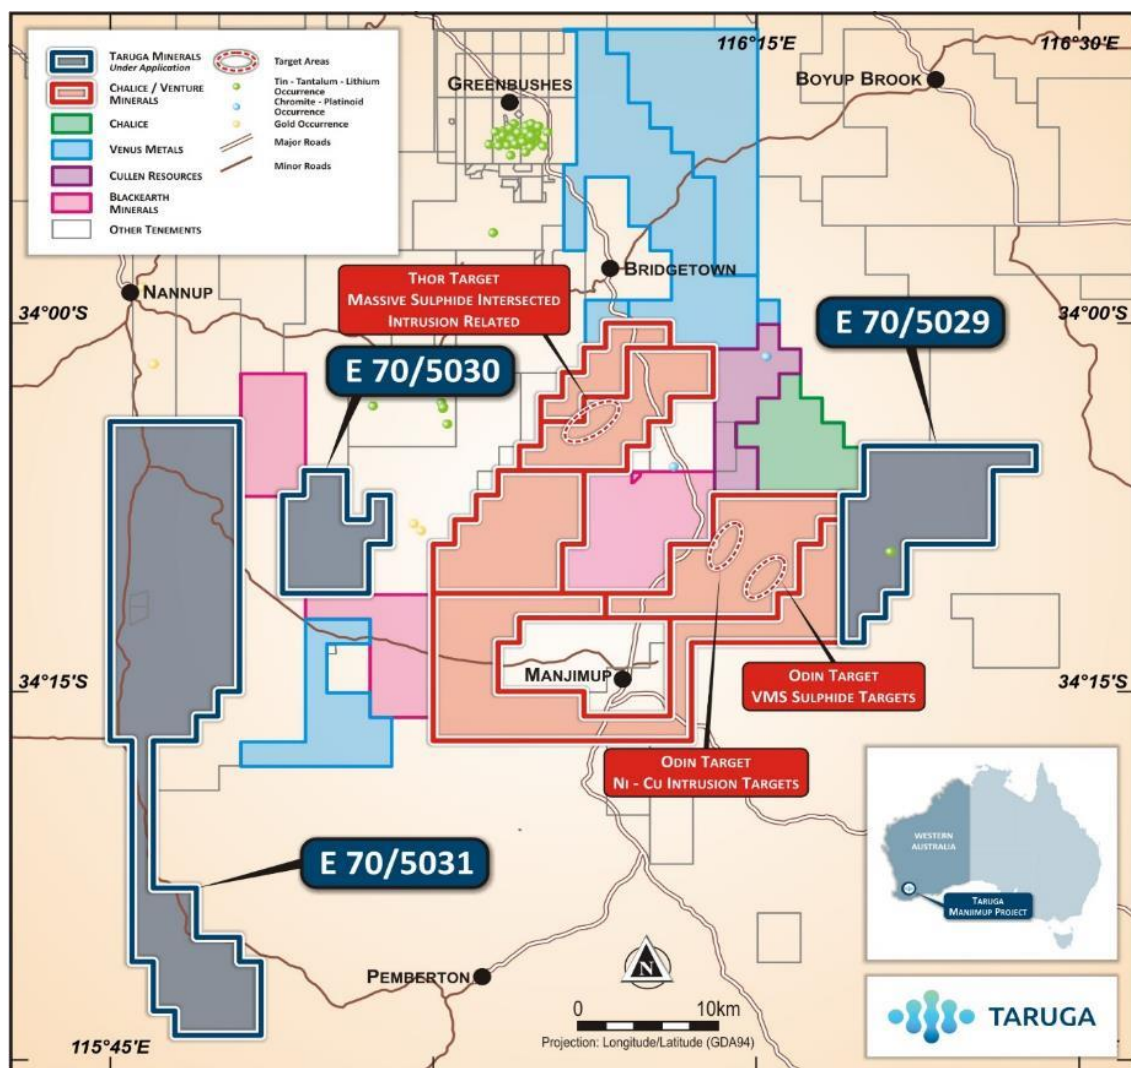 TARUGA MINERALS
Under Application
CHALICE / VENTURE
MINERALS
CHALICE
VENUS METALS
CULLEN RESOURCES
BLACKEARTH
MINERALS
OTHER TENEMENTS
Target Areas
Tin - Tantalum - Lithium
Occurrence
Chromite - Platinoid
Occurrence
Gold Occurrence
Major Roads
Minor Roads
116°15'E
116°30'E
GREENBUSHES
BOYUP BROOK
BRIDGETOWN
NANNUP
THOR TARGET
MASSIVE SULPHIDE INTERSECTED
INTRUSION RELATED
34°00'S
34°00'S
E 70/5029
E 70/5030
MANJIMUP
ODIN TARGET
VMS SULPHIDE TARGETS
34°15'S
34°15'S
ODIN TARGET
NI - CU INTRUSION TARGETS
E 70/5031
WESTERN
AUSTRALIA
TARUGA
MANJIMUP PROJECT
PEMBERTON
N
0 10km
Projection: Longitude/Latitude (GDA94)
TARUGA
115°45'E